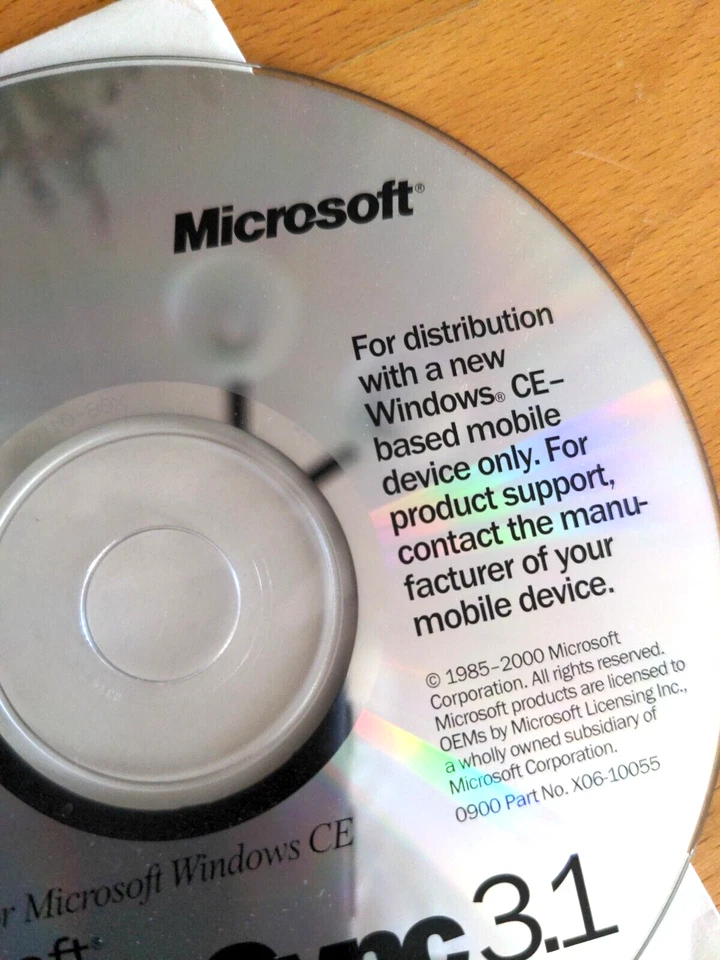 Microsoft®
For distribution
with a new
Windows® CE–
based mobile
device only. For
product support,
contact the manu-
facturer of your
mobile device.
© 1985–2000 Microsoft
Corporation. All rights reserved.
Microsoft products are licensed to
OEMs by Microsoft Licensing Inc.,
a wholly owned subsidiary of
Microsoft Corporation.
0900 Part No. X06-10055
r Microsoft Windows CE
ft®
Sync 3.1